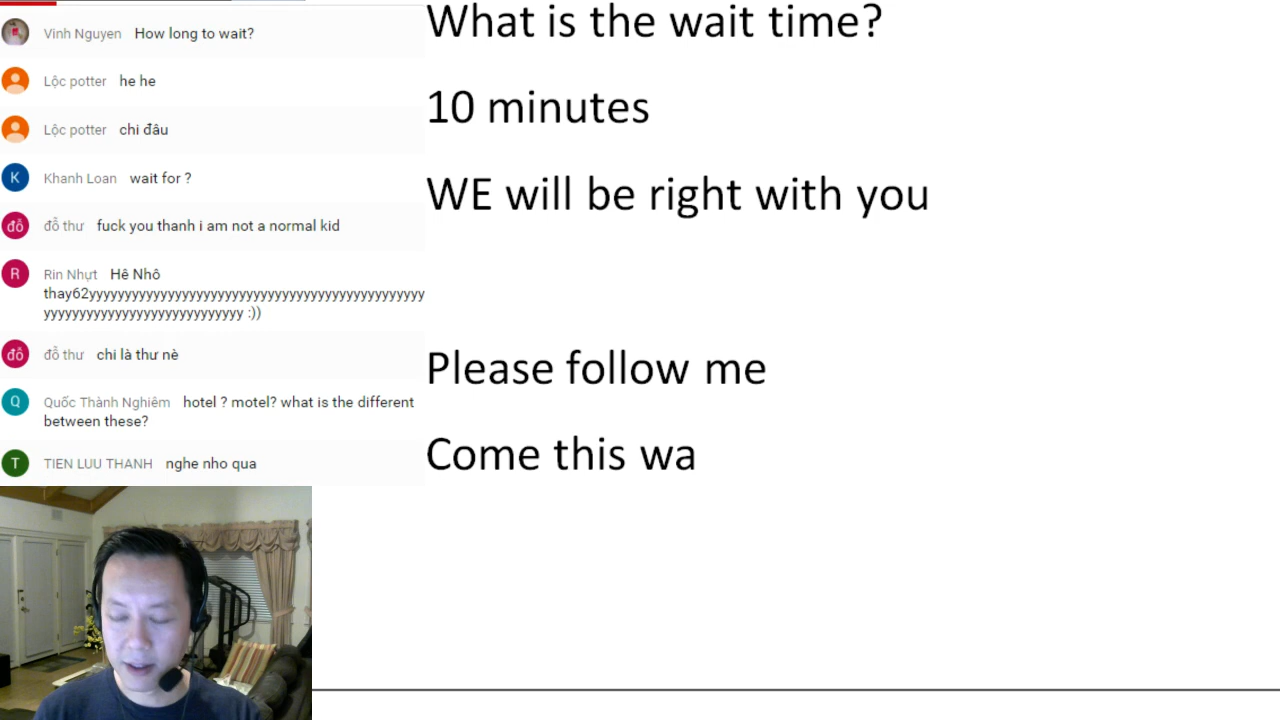 Vinh Nguyen How long to wait?
Lộc potter he he
Lộc potter chi đâu
K Khanh Loan wait for ?
đỗ đỗ thư fuck you thanh i am not a normal kid
R Rin Nhựt Hê Nhô
thay62yyyyyyyyyyyyyyyyyyyyyyyyyyyyyyyyyyyyyyyyyyyyyyy
yyyyyyyyyyyyyyyyyyyyyyyyyyyy :))
đỗ đỗ thư chi là thư nè
Q Quốc Thành Nghiêm hotel ? motel? what is the different
between these?
T TIEN LUU THANH nghe nho qua
What is the wait time?
10 minutes
WE will be right with you
Please follow me
Come this wa